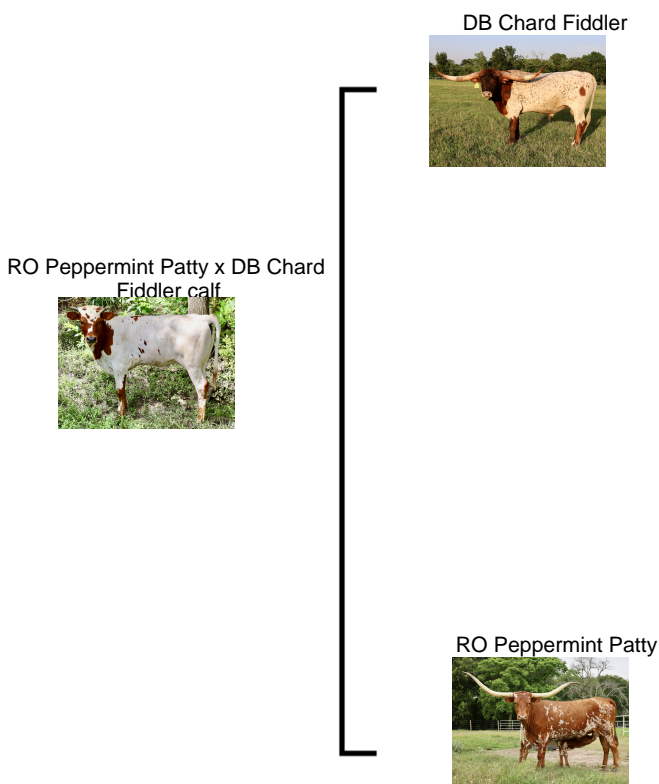 DB Chard Fiddler
RO Peppermint Patty x DB Chard
Fiddler calf
RO Peppermint Patty